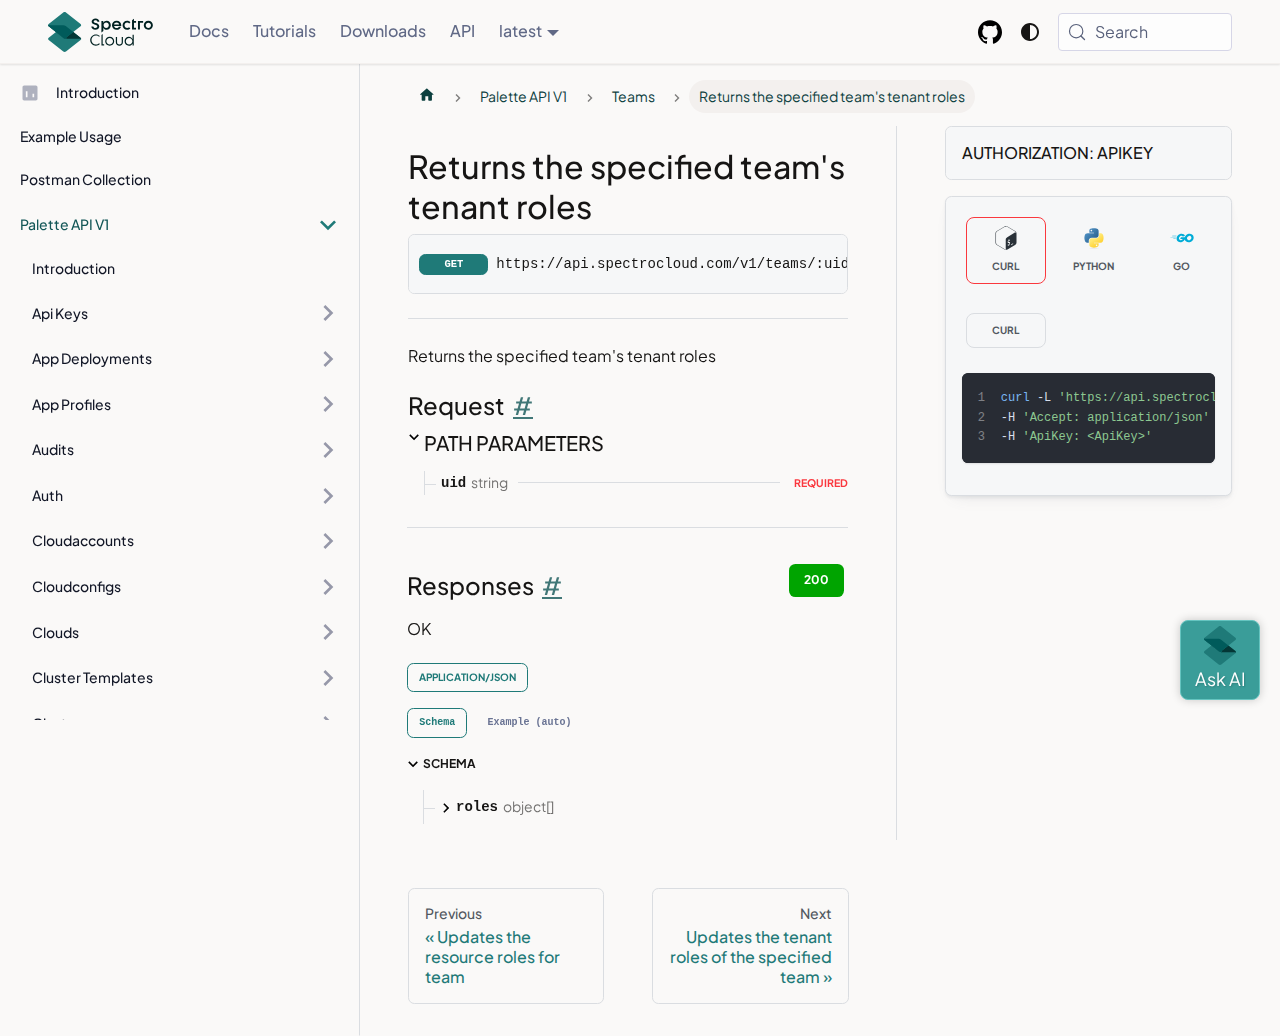 Spectro Cloud
Docs
Tutorials
Downloads
API
latest
Search
Introduction
Example Usage
Postman Collection
Palette API V1
Introduction
Api Keys
App Deployments
App Profiles
Audits
Auth
Cloudaccounts
Cloudconfigs
Clouds
Cluster Templates
Palette API V1
Teams
Returns the specified team's tenant roles
Returns the specified team's
tenant roles
GET https://api.spectrocloud.com/v1/teams/:uid
Returns the specified team's tenant roles
Request #
PATH PARAMETERS
uid string REQUIRED
Responses #
200
OK
APPLICATION/JSON
Schema
Example (auto)
SCHEMA
roles object[]
Previous
« Updates the
resource roles for
team
Next
Updates the tenant
roles of the specified
team »
AUTHORIZATION: APIKEY
CURL
PYTHON
GO
CURL
1 curl -L 'https://api.spectrocl
2 -H 'Accept: application/json'
3 -H 'ApiKey: <ApiKey>'
Ask AI